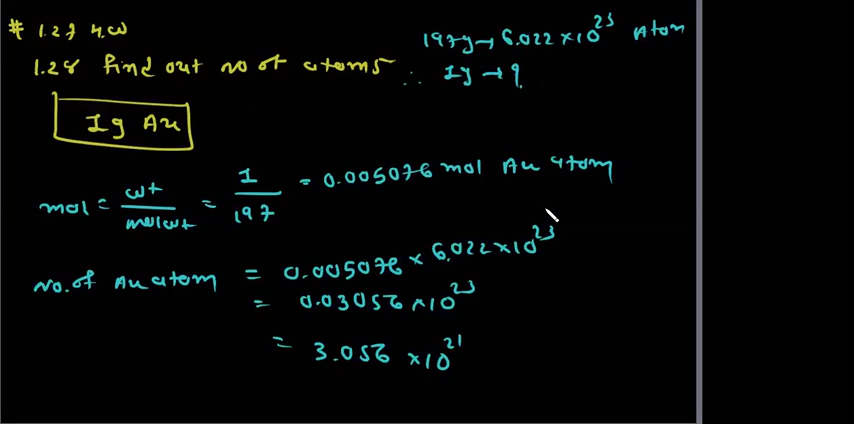 # 1.27 H.W
1.28 Find out no of atoms
197g → 6.022 × 10^23 Atom
∴ 1g → ?
1g Au
mol = wt / molwt = 1 / 197 = 0.005076 mol Au atom
No. of Au atom = 0.005076 × 6.022 × 10^23
= 0.03056 × 10^23
= 3.056 × 10^21